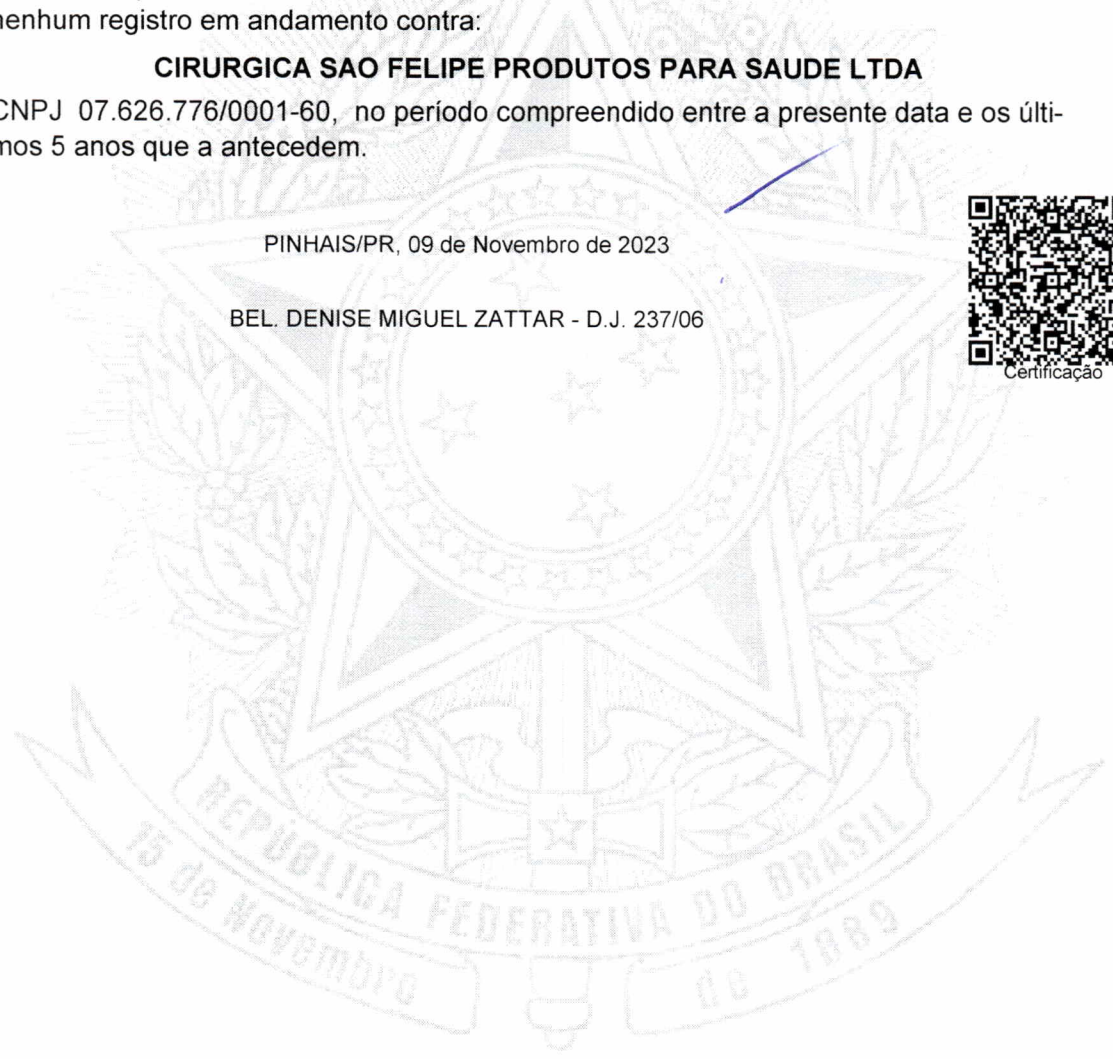 nenhum registro em andamento contra:
CIRURGICA SAO FELIPE PRODUTOS PARA SAUDE LTDA
CNPJ 07.626.776/0001-60, no período compreendido entre a presente data e os últi-
mos 5 anos que a antecedem.
PINHAIS/PR, 09 de Novembro de 2023
BEL. DENISE MIGUEL ZATTAR - D.J. 237/06
Certificação
REPUBLICA FEDERATIVA DO BRASIL
15 de Novembro de 1889